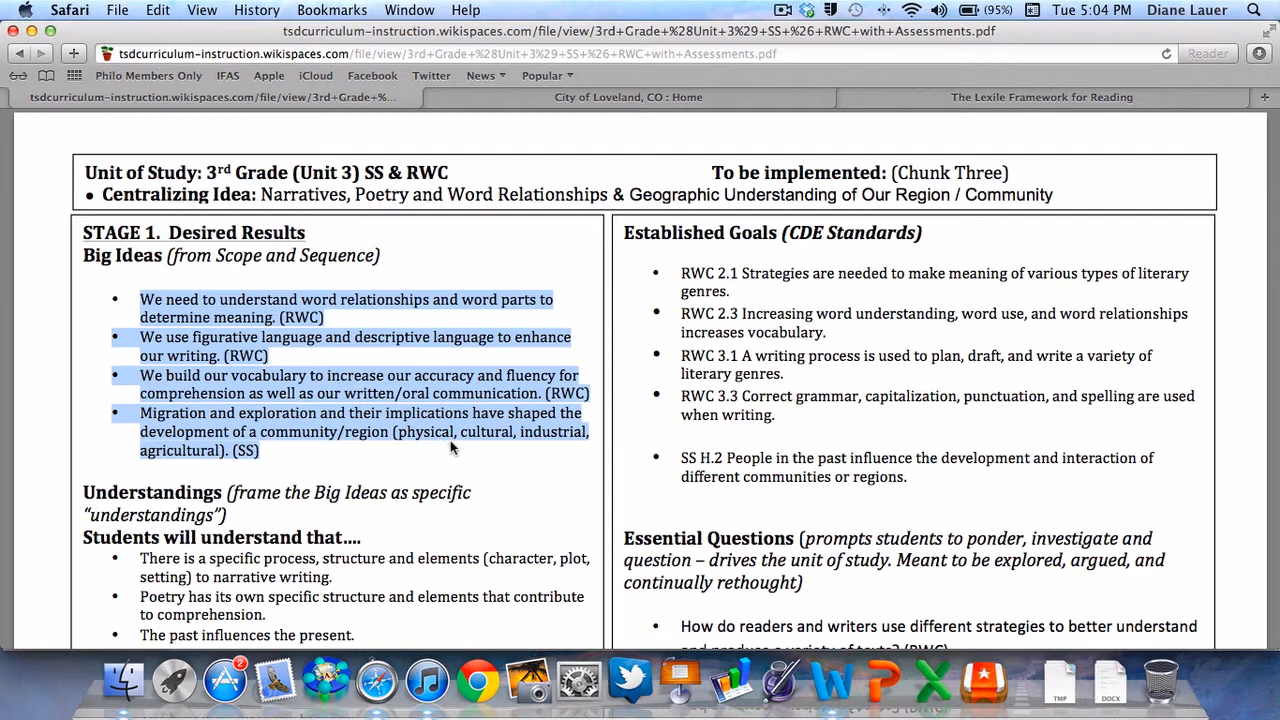 Safari File Edit View History Bookmarks Window Help (95%) Tue 5:04 PM Diane Lauer
tsdcurriculum-instruction.wikispaces.com/file/view/3rd+Grade+%28Unit+3%29+SS+%26+RWC+with+Assessments.pdf
tsdcurriculum-instruction.wikispaces.com/file/view/3rd+Grade+%28Unit+3%29+SS+%26+RWC+with+Assessments.pdf Reader
Philo Members Only IFAS Apple iCloud Facebook Twitter News Popular
tsdcurriculum-instruction.wikispaces.com/file/view/3rd+Grade+%... City of Loveland, CO : Home The Lexile Framework for Reading
Unit of Study: 3rd Grade (Unit 3) SS & RWC To be implemented: (Chunk Three)
• Centralizing Idea: Narratives, Poetry and Word Relationships & Geographic Understanding of Our Region / Community
STAGE 1. Desired Results
Big Ideas (from Scope and Sequence)
• We need to understand word relationships and word parts to
determine meaning. (RWC)
• We use figurative language and descriptive language to enhance
our writing. (RWC)
• We build our vocabulary to increase our accuracy and fluency for
comprehension as well as our written/oral communication. (RWC)
• Migration and exploration and their implications have shaped the
development of a community/region (physical, cultural, industrial,
agricultural). (SS)
Understandings (frame the Big Ideas as specific
“understandings”)
Students will understand that….
• There is a specific process, structure and elements (character, plot,
setting) to narrative writing.
• Poetry has its own specific structure and elements that contribute
to comprehension.
• The past influences the present.
Established Goals (CDE Standards)
• RWC 2.1 Strategies are needed to make meaning of various types of literary
genres.
• RWC 2.3 Increasing word understanding, word use, and word relationships
increases vocabulary.
• RWC 3.1 A writing process is used to plan, draft, and write a variety of
literary genres.
• RWC 3.3 Correct grammar, capitalization, punctuation, and spelling are used
when writing.
• SS H.2 People in the past influence the development and interaction of
different communities or regions.
Essential Questions (prompts students to ponder, investigate and
question – drives the unit of study. Meant to be explored, argued, and
continually rethought)
• How do readers and writers use different strategies to better understand
and produce a variety of texts? (RWC)
2
TMP DOCX